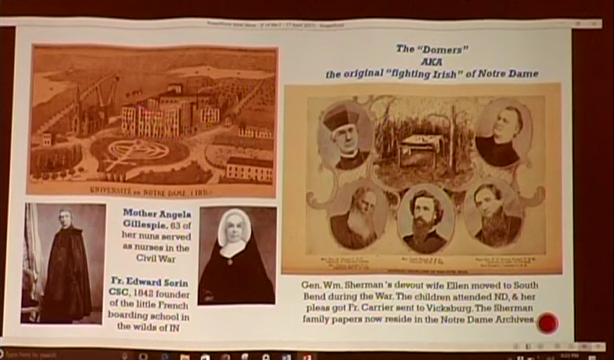 The "Domers"
AKA
the original "fighting Irish" of Notre Dame
Mother Angela
Gillespie, 63 of
her nuns served
as nurses in the
Civil War
Fr. Edward Sorin
CSC, 1842 founder
of the little French
boarding school in
the wilds of IN
Gen. Wm. Sherman's devout wife Ellen moved to South
Bend during the War. The children attended ND, & her
pleas got Fr. Carrier sent to Vicksburg. The Sherman
family papers now reside in the Notre Dame Archives.